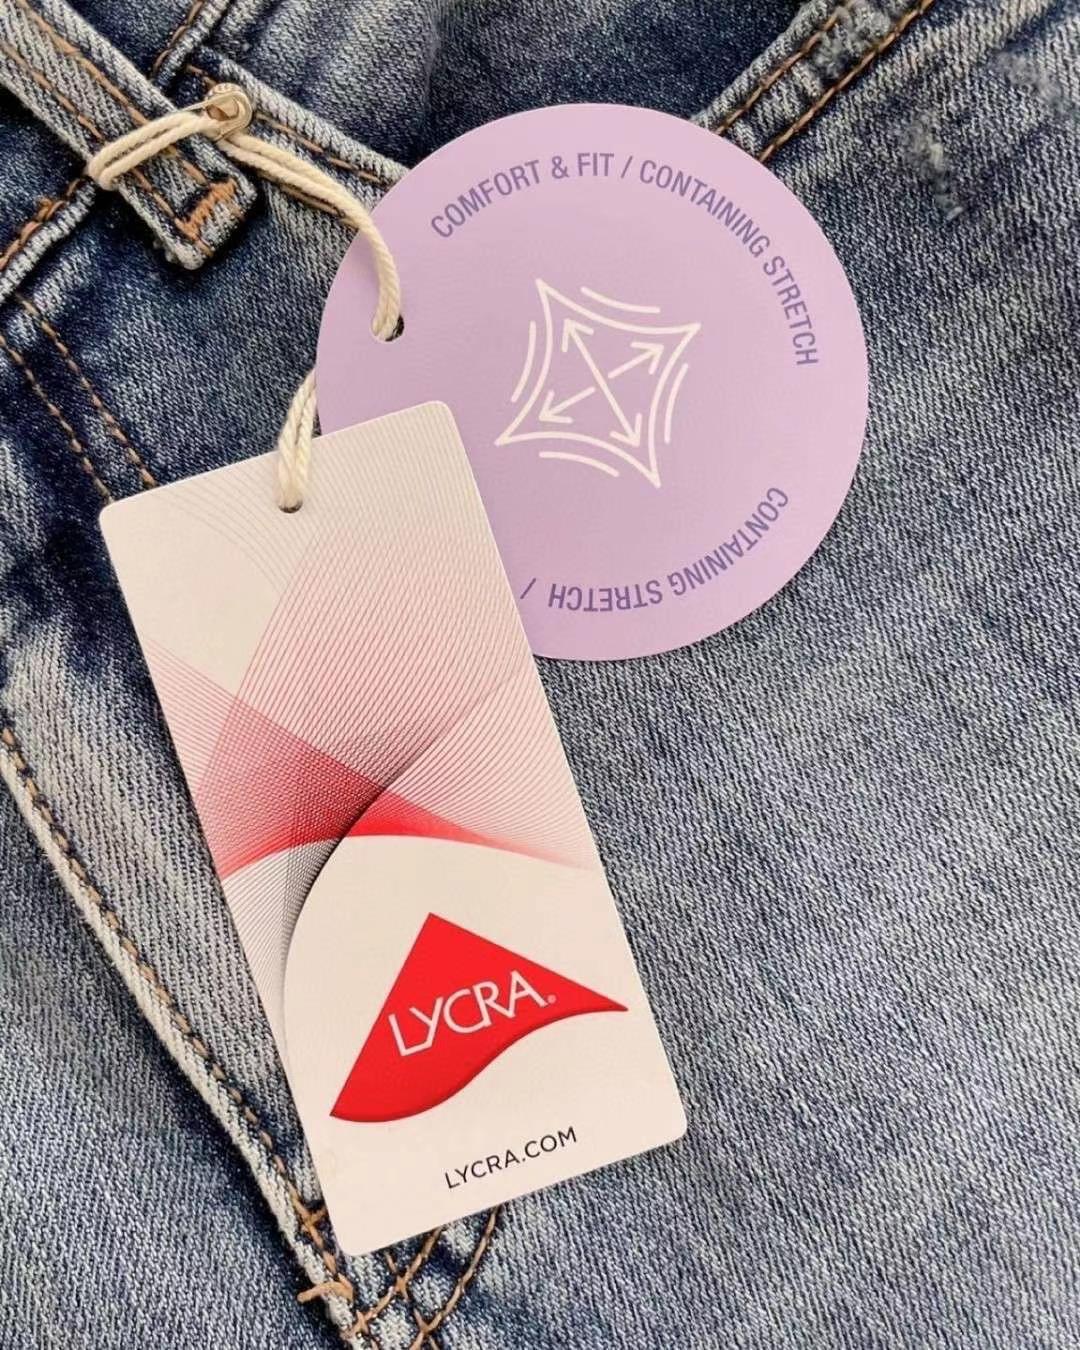 COMFORT & FIT / CONTAINING STRETCH
CONTAINING STRETCH /
LYCRA®
LYCRA.COM